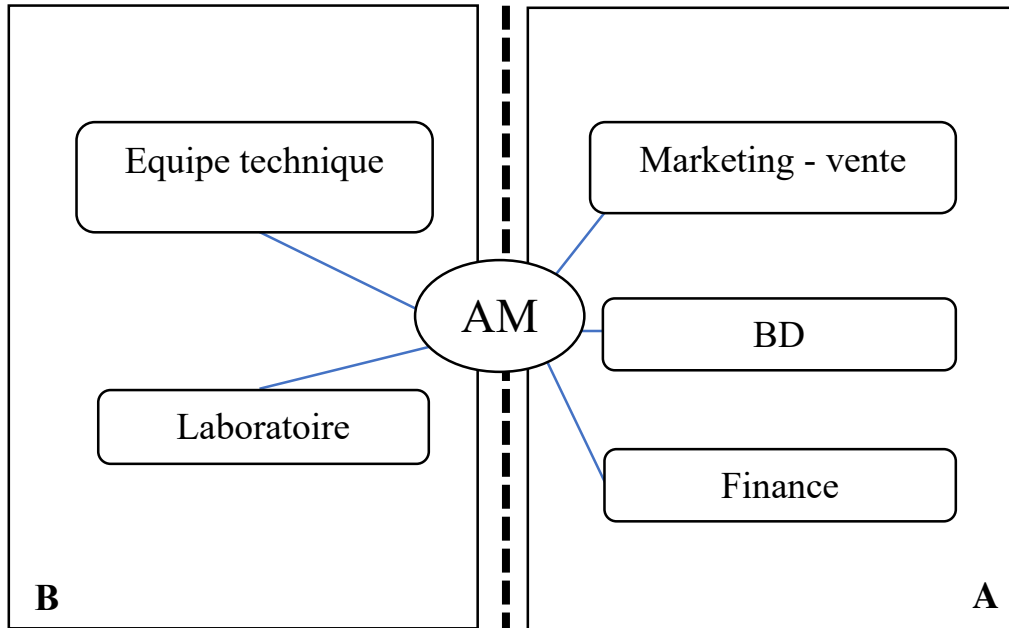 Equipe technique
Marketing - vente
AM
BD
Laboratoire
Finance
B
A